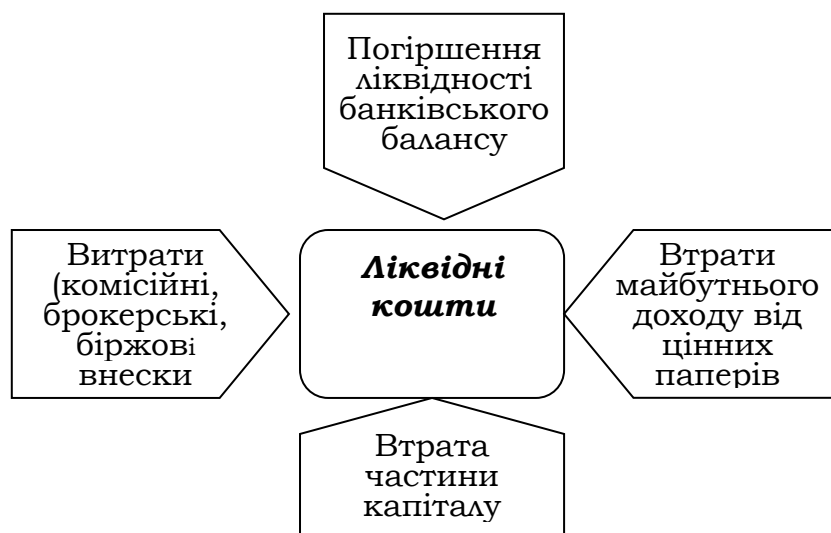 Погіршення
ліквідності
банківського
балансу
Витрати
(комісійні,
брокерські,
біржові
внески
Ліквідні
кошти
Втрати
майбутнього
доходу від
цінних
паперів
Втрата
частини
капіталу